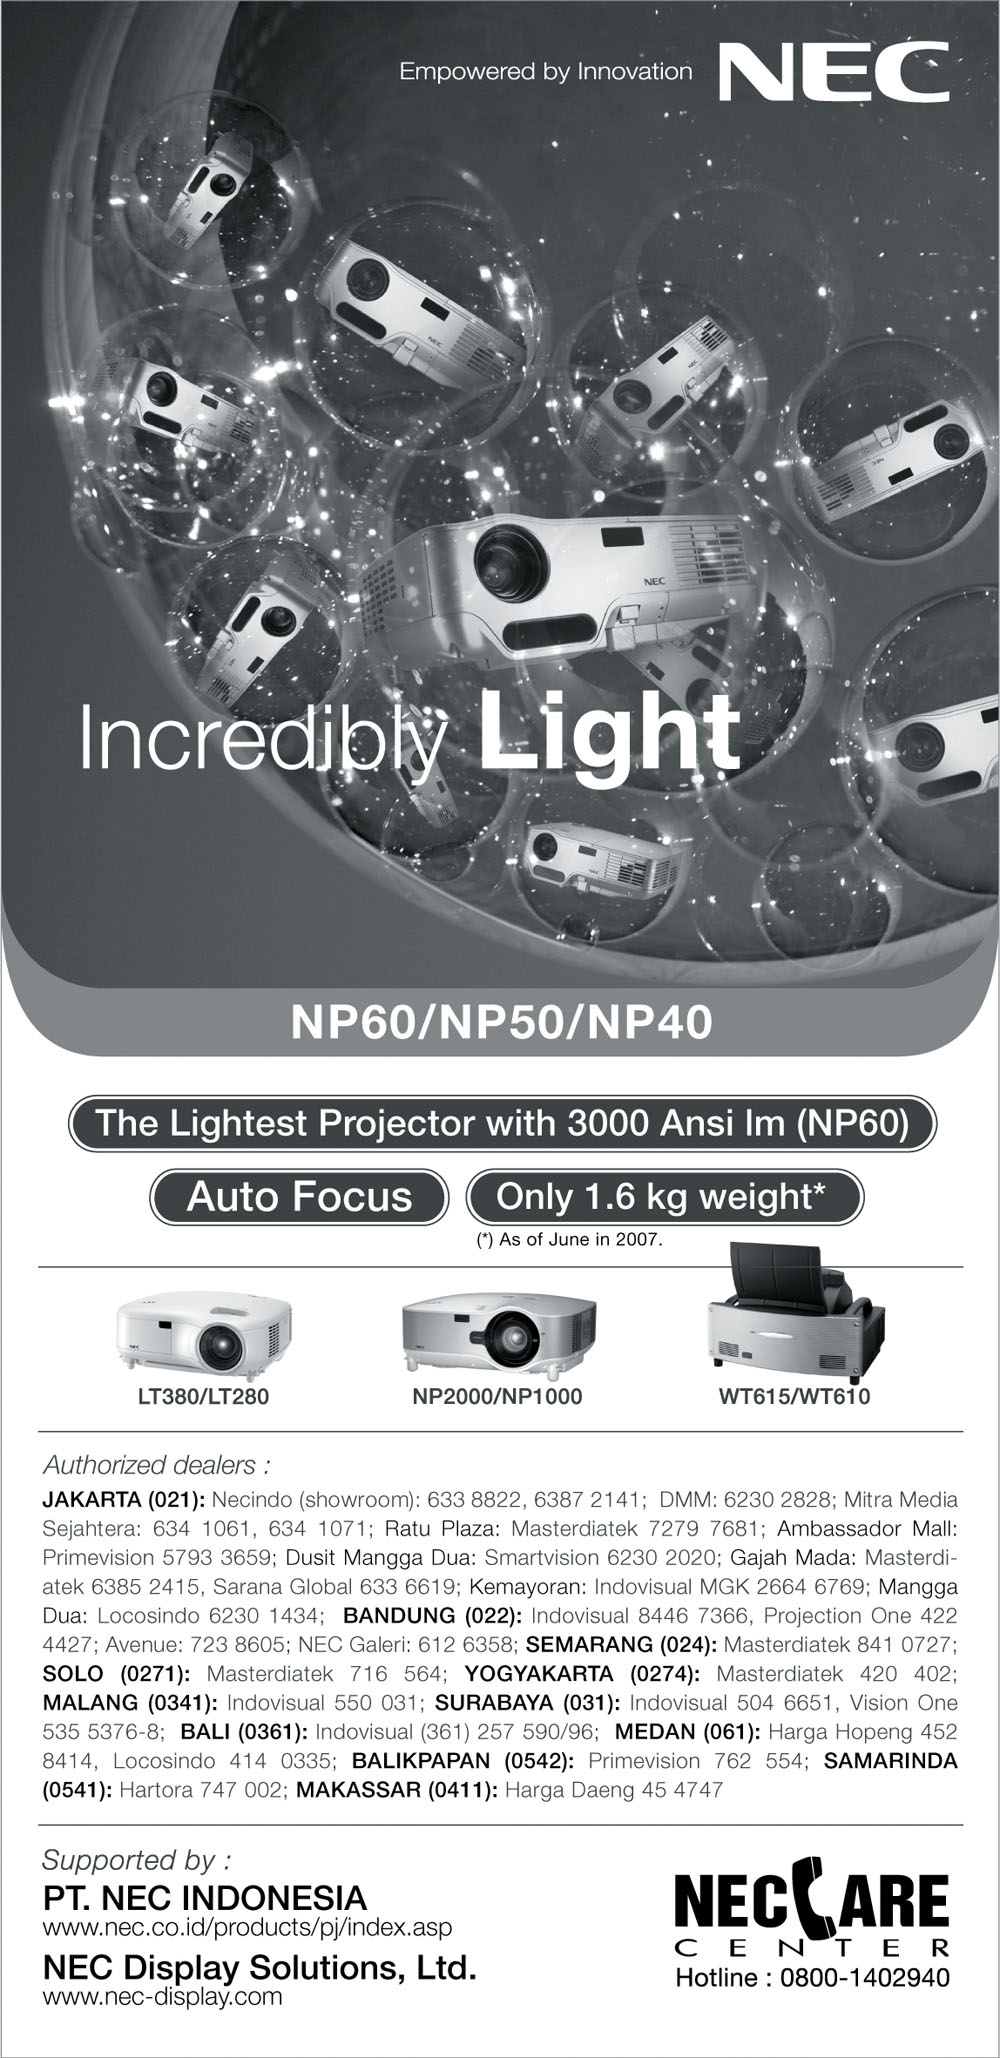 Empowered by Innovation NEC
NEC
NEC
NEC
NEC
NEC
Incredibly Light
NP60/NP50/NP40
The Lightest Projector with 3000 Ansi lm (NP60)
Auto Focus
Only 1.6 kg weight*
(*) As of June in 2007.
LT380/LT280
NP2000/NP1000
WT615/WT610
Authorized dealers :
JAKARTA (021): Necindo (showroom): 633 8822, 6387 2141; DMM: 6230 2828; Mitra Media
Sejahtera: 634 1061, 634 1071; Ratu Plaza: Masterdiatek 7279 7681; Ambassador Mall:
Primevision 5793 3659; Dusit Mangga Dua: Smartvision 6230 2020; Gajah Mada: Masterdi-
atek 6385 2415, Sarana Global 633 6619; Kemayoran: Indovisual MGK 2664 6769; Mangga
Dua: Locosindo 6230 1434; BANDUNG (022): Indovisual 8446 7366, Projection One 422
4427; Avenue: 723 8605; NEC Galeri: 612 6358; SEMARANG (024): Masterdiatek 841 0727;
SOLO (0271): Masterdiatek 716 564; YOGYAKARTA (0274): Masterdiatek 420 402;
MALANG (0341): Indovisual 550 031; SURABAYA (031): Indovisual 504 6651, Vision One
535 5376-8; BALI (0361): Indovisual (361) 257 590/96; MEDAN (061): Harga Hopeng 452
8414, Locosindo 414 0335; BALIKPAPAN (0542): Primevision 762 554; SAMARINDA
(0541): Hartora 747 002; MAKASSAR (0411): Harga Daeng 45 4747
Supported by :
PT. NEC INDONESIA
www.nec.co.id/products/pj/index.asp
NEC Display Solutions, Ltd.
www.nec-display.com
NEC CARE
CENTER
Hotline : 0800-1402940